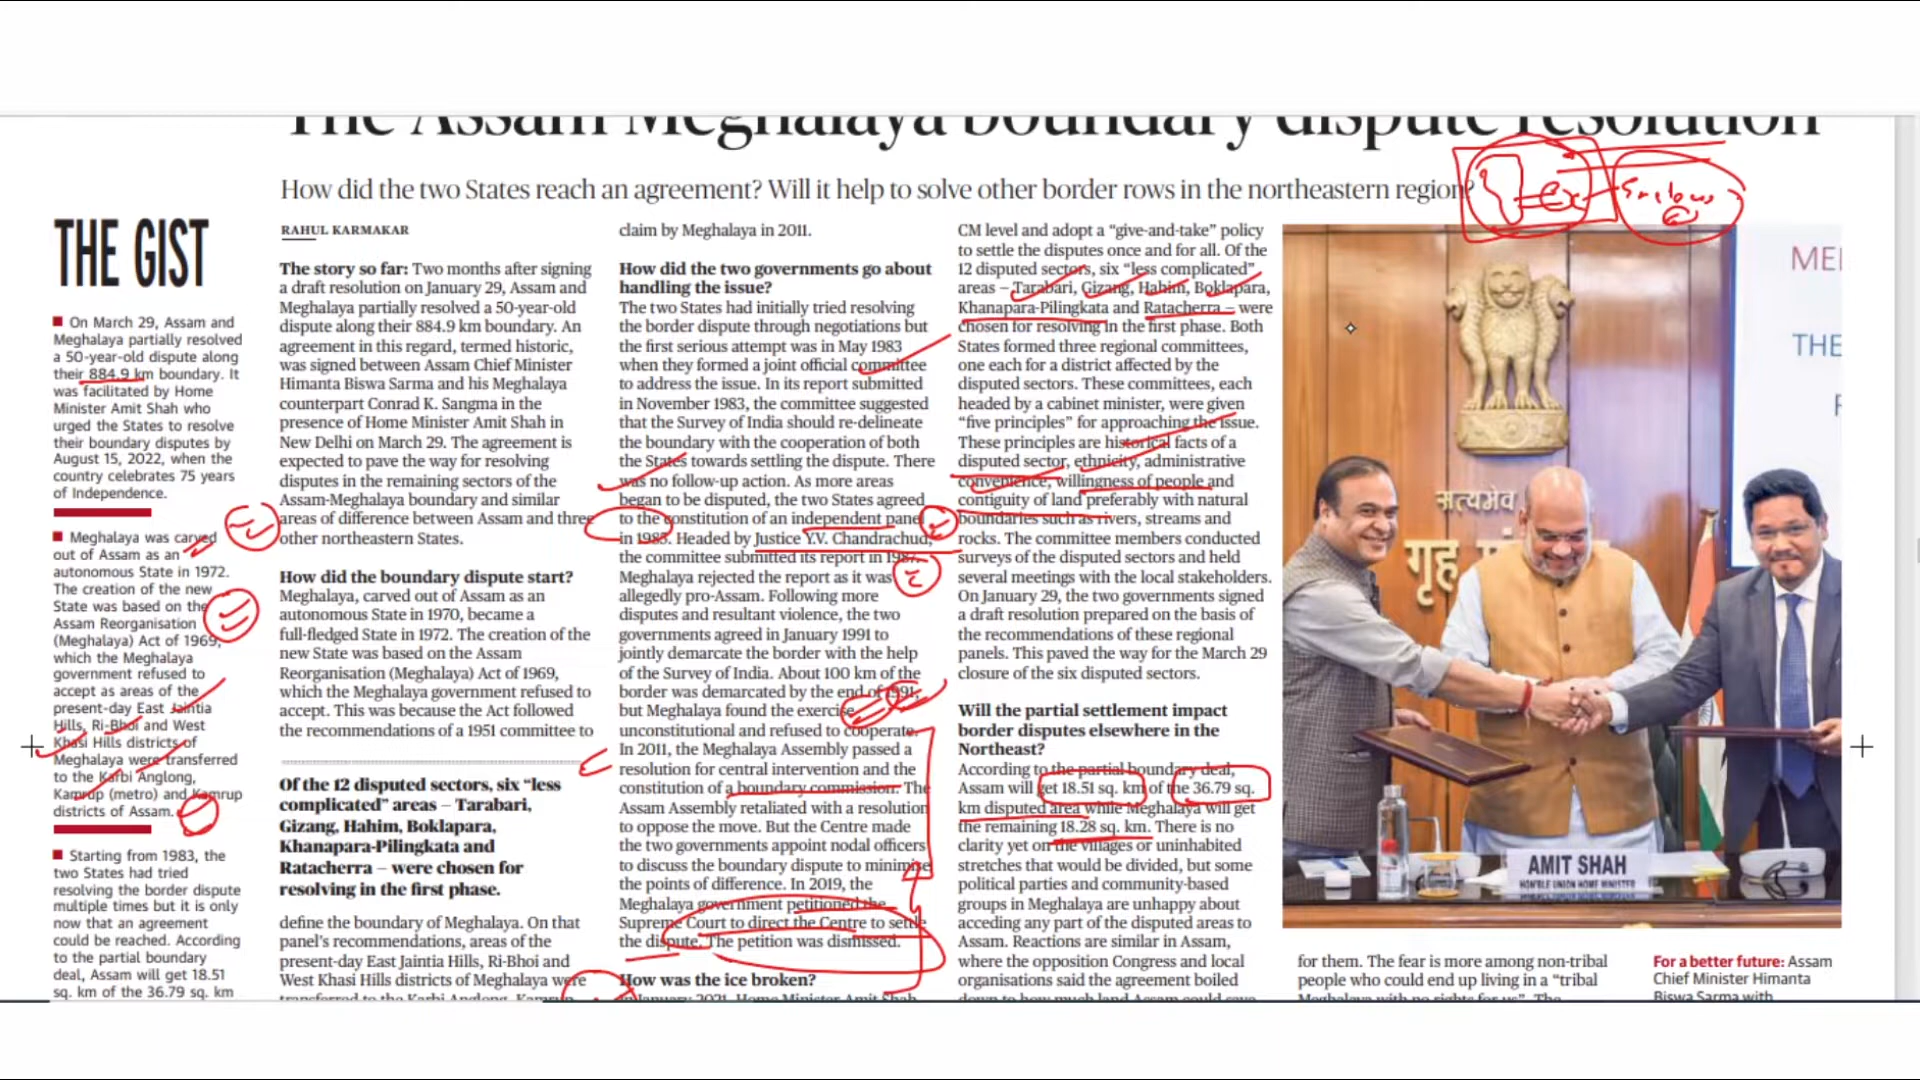 The Assam Meghalaya boundary dispute resolution
How did the two States reach an agreement? Will it help to solve other border rows in the northeastern region?
THE GIST
■ On March 29, Assam and
Meghalaya partially resolved
a 50-year-old dispute along
their 884.9 km boundary. It
was facilitated by Home
Minister Amit Shah who
urged the States to resolve
their boundary disputes by
August 15, 2022, when the
country celebrates 75 years
of Independence.
■ Meghalaya was carved
out of Assam as an
autonomous State in 1972.
The creation of the new
State was based on the
Assam Reorganisation
(Meghalaya) Act of 1969,
which the Meghalaya
government refused to
accept as areas of the
present-day East Jaintia
Hills, Ri-Bhoi and West
Khasi Hills districts of
Meghalaya were transferred
to the Karbi Anglong,
Kamrup (metro) and Kamrup
districts of Assam.
■ Starting from 1983, the
two States had tried
resolving the border dispute
multiple times but it is only
now that an agreement
could be reached. According
to the partial boundary
deal, Assam will get 18.51
sq. km of the 36.79 sq. km
RAHUL KARMAKAR
The story so far: Two months after signing
a draft resolution on January 29, Assam and
Meghalaya partially resolved a 50-year-old
dispute along their 884.9 km boundary. An
agreement in this regard, termed historic,
was signed between Assam Chief Minister
Himanta Biswa Sarma and his Meghalaya
counterpart Conrad K. Sangma in the
presence of Home Minister Amit Shah in
New Delhi on March 29. The agreement is
expected to pave the way for resolving
disputes in the remaining sectors of the
Assam-Meghalaya boundary and similar
areas of difference between Assam and three
other northeastern States.
How did the boundary dispute start?
Meghalaya, carved out of Assam as an
autonomous State in 1970, became a
full-fledged State in 1972. The creation of the
new State was based on the Assam
Reorganisation (Meghalaya) Act of 1969,
which the Meghalaya government refused to
accept. This was because the Act followed
the recommendations of a 1951 committee to
Of the 12 disputed sectors, six “less
complicated” areas – Tarabari,
Gizang, Hahim, Boklapara,
Khanapara-Pilingkata and
Ratacherra – were chosen for
resolving in the first phase.
define the boundary of Meghalaya. On that
panel’s recommendations, areas of the
present-day East Jaintia Hills, Ri-Bhoi and
West Khasi Hills districts of Meghalaya were
transferred to the Karbi Anglong, Kamrup
claim by Meghalaya in 2011.
How did the two governments go about
handling the issue?
The two States had initially tried resolving
the border dispute through negotiations but
the first serious attempt was in May 1983
when they formed a joint official committee
to address the issue. In its report submitted
in November 1983, the committee suggested
that the Survey of India should re-delineate
the boundary with the cooperation of both
the States towards settling the dispute. There
was no follow-up action. As more areas
began to be disputed, the two States agreed
to the constitution of an independent panel
in 1985. Headed by Justice Y.V. Chandrachud,
the committee submitted its report in 1987.
Meghalaya rejected the report as it was
allegedly pro-Assam. Following more
disputes and resultant violence, the two
governments agreed in January 1991 to
jointly demarcate the border with the help
of the Survey of India. About 100 km of the
border was demarcated by the end of 1991,
but Meghalaya found the exercise
unconstitutional and refused to cooperate.
In 2011, the Meghalaya Assembly passed a
resolution for central intervention and the
constitution of a boundary commission. The
Assam Assembly retaliated with a resolution
to oppose the move. But the Centre made
the two governments appoint nodal officers
to discuss the boundary dispute to minimise
the points of difference. In 2019, the
Meghalaya government petitioned the
Supreme Court to direct the Centre to settle
the dispute. The petition was dismissed.
How was the ice broken?
In January 2021, Home Minister Amit Shah
CM level and adopt a “give-and-take” policy
to settle the disputes once and for all. Of the
12 disputed sectors, six “less complicated”
areas – Tarabari, Gizang, Hahim, Boklapara,
Khanapara-Pilingkata and Ratacherra – were
chosen for resolving in the first phase. Both
States formed three regional committees,
one each for a district affected by the
disputed sectors. These committees, each
headed by a cabinet minister, were given
“five principles” for approaching the issue.
These principles are historical facts of a
disputed sector, ethnicity, administrative
convenience, willingness of people and
contiguity of land preferably with natural
boundaries such as rivers, streams and
rocks. The committee members conducted
surveys of the disputed sectors and held
several meetings with the local stakeholders.
On January 29, the two governments signed
a draft resolution prepared on the basis of
the recommendations of these regional
panels. This paved the way for the March 29
closure of the six disputed sectors.
Will the partial settlement impact
border disputes elsewhere in the
Northeast?
According to the partial boundary deal,
Assam will get 18.51 sq. km of the 36.79 sq.
km disputed area while Meghalaya will get
the remaining 18.28 sq. km. There is no
clarity yet on the villages or uninhabited
stretches that would be divided, but some
political parties and community-based
groups in Meghalaya are unhappy about
acceding any part of the disputed areas to
Assam. Reactions are similar in Assam,
where the opposition Congress and local
organisations said the agreement boiled
down to how much land Assam could save
सत्यमेव
गृह
THE
AMIT SHAH
HON'BLE UNION HOME MINISTER
for them. The fear is more among non-tribal
people who could end up living in a “tribal
Meghalaya with no rights for us”. The
For a better future: Assam
Chief Minister Himanta
Biswa Sarma with